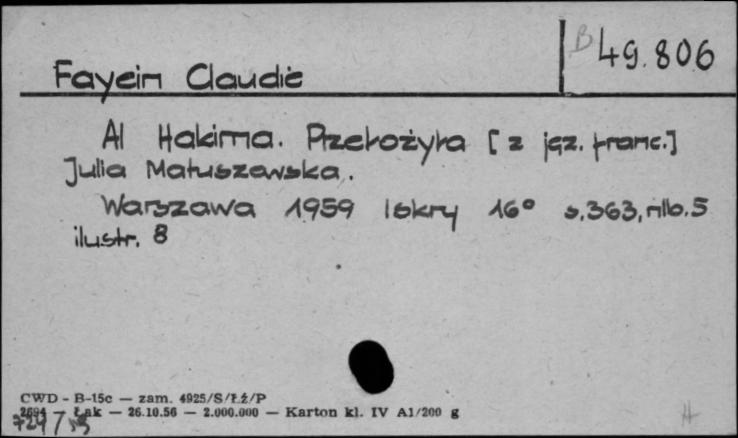 B 49.806
Fayein Claudie
Al Hakima. Przełożyła [z jęz. franc.]
Julia Matuszewska.
Warszawa 1959 Iskry 16° s.363, nlb.5
ilustr. 8
CWD - B-15c — zam. 4925/S/Łż/P
2694 — Łak — 26.10.56 — 2.000.000 — Karton kl. IV A1/200 g